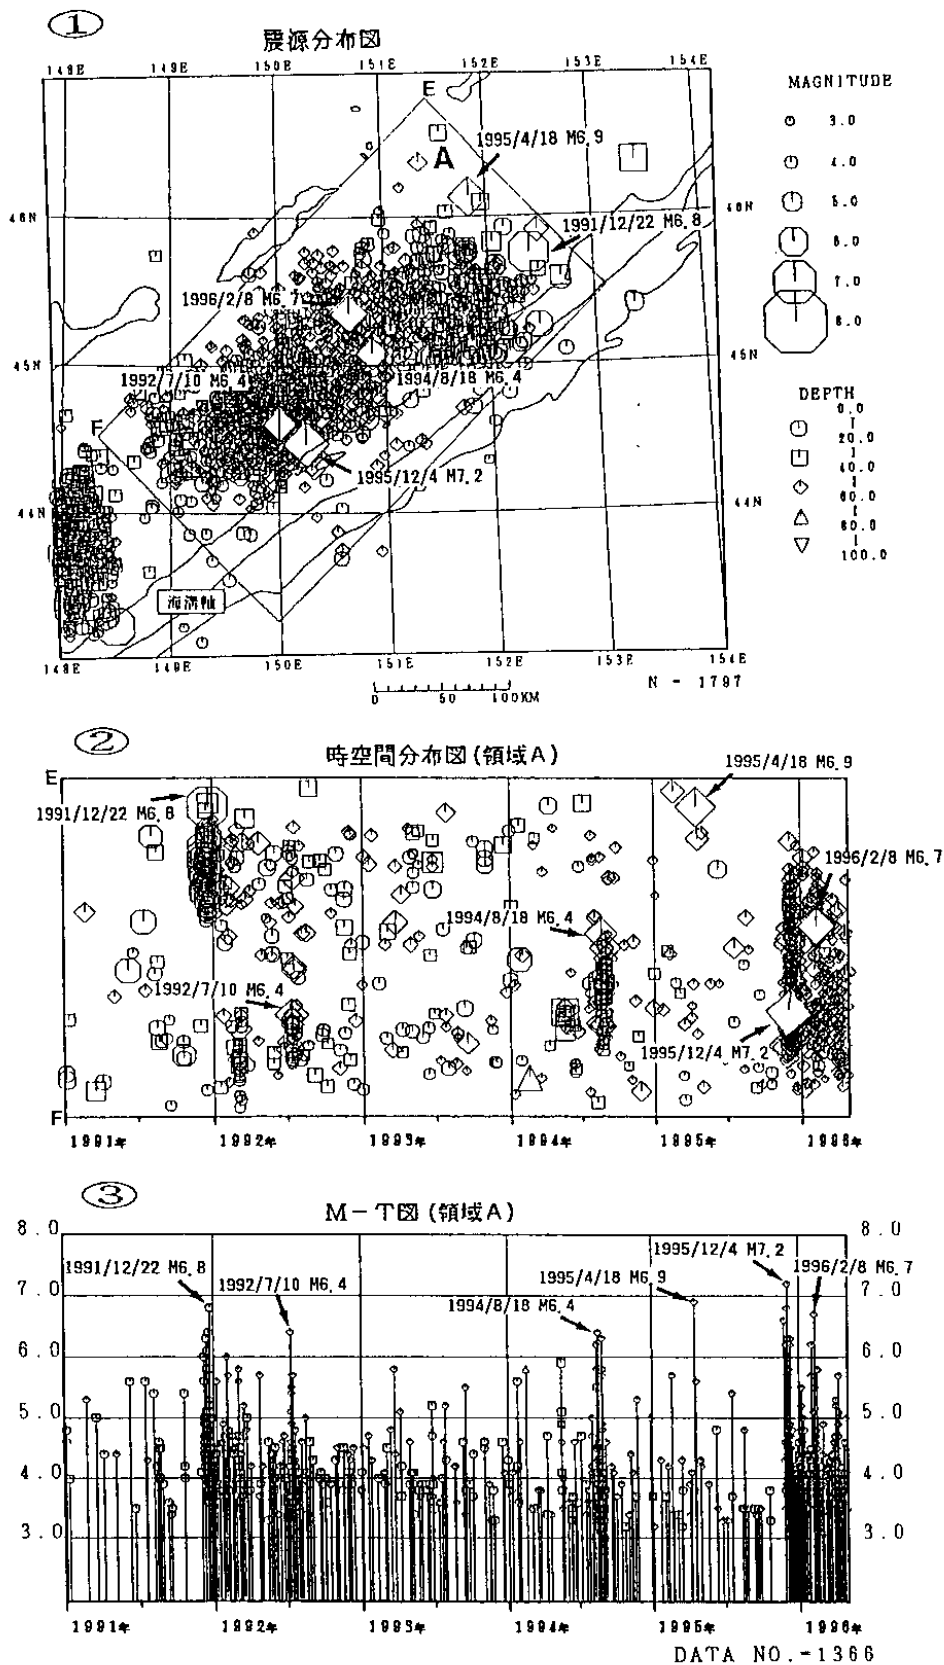 ①
震源分布図
148E 149E 150E 151E 152E 153E 154E
E
A
1995/4/18 M6.9
46N
46N
1991/12/22 M6.8
1996/2/8 M6.7
45N
45N
1992/7/10 M6.4
1994/8/18 M6.4
F
1995/12/4 M7.2
44N
44N
海溝軸
148E 149E 150E 151E 152E 153E 154E
0 50 100KM
N - 1797
MAGNITUDE
3.0
4.0
5.0
6.0
7.0
8.0
DEPTH
0.0
20.0
40.0
60.0
80.0
100.0
②
時空間分布図(領域A)
E
1995/4/18 M6.9
1991/12/22 M6.8
1996/2/8 M6.7
1994/8/18 M6.4
1992/7/10 M6.4
1995/12/4 M7.2
F
1991年 1992年 1993年 1994年 1995年 1996年
③
M-T図(領域A)
8.0 8.0
1995/12/4 M7.2
1991/12/22 M6.8
1992/7/10 M6.4
1995/4/18 M6.9
1996/2/8 M6.7
7.0 7.0
1994/8/18 M6.4
6.0 6.0
5.0 5.0
4.0 4.0
3.0 3.0
1991年 1992年 1993年 1994年 1995年 1996年
DATA NO.-1366